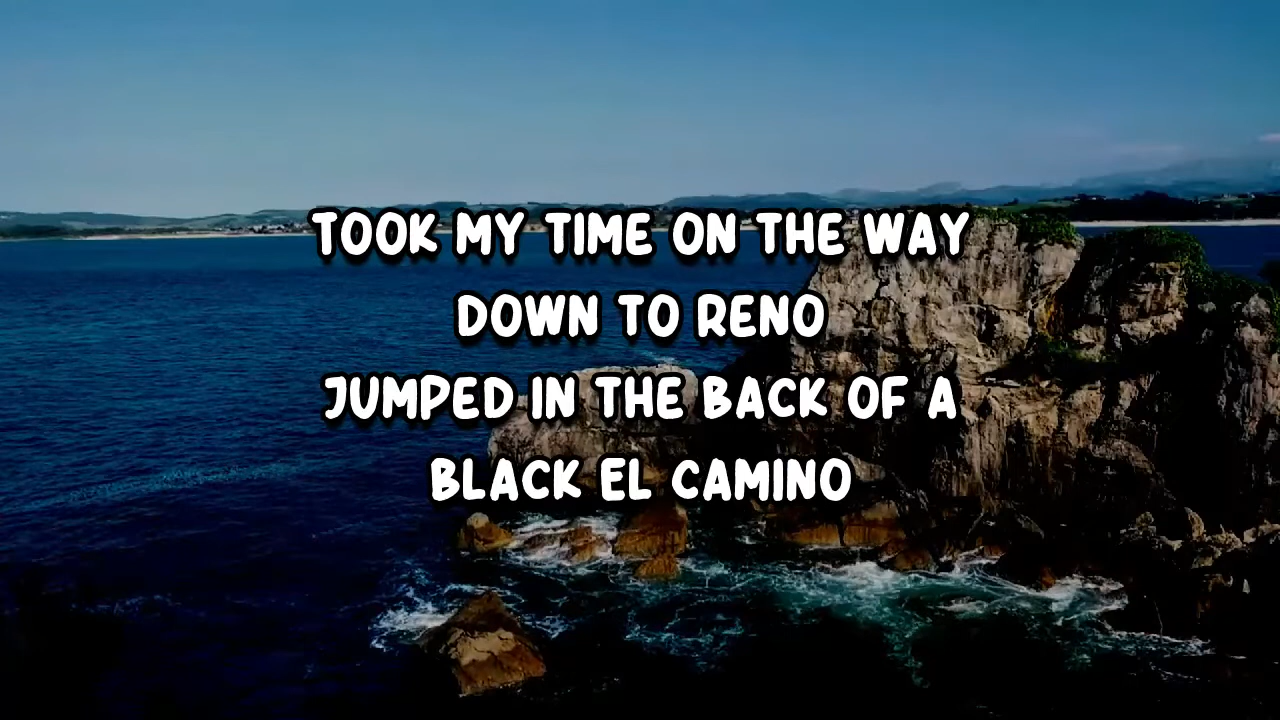 TOOK MY TIME ON THE WAY
DOWN TO RENO
JUMPED IN THE BACK OF A
BLACK EL CAMINO